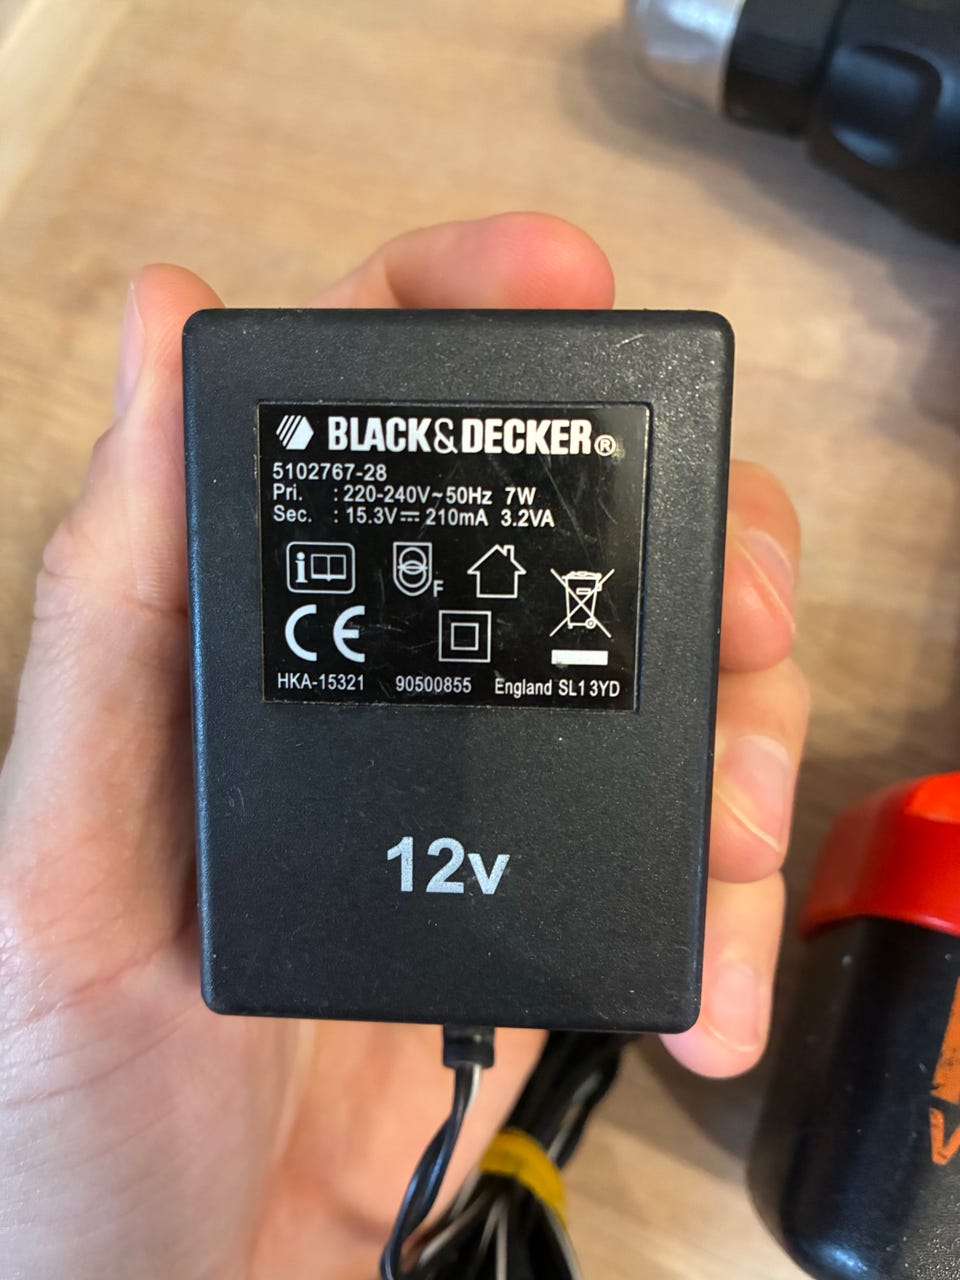 BLACK&DECKER®
5102767-28
Pri. : 220-240V~50Hz 7W
Sec. : 15.3V⎓ 210mA 3.2VA
i
F
CE
HKA-15321 90500855 England SL1 3YD
12v